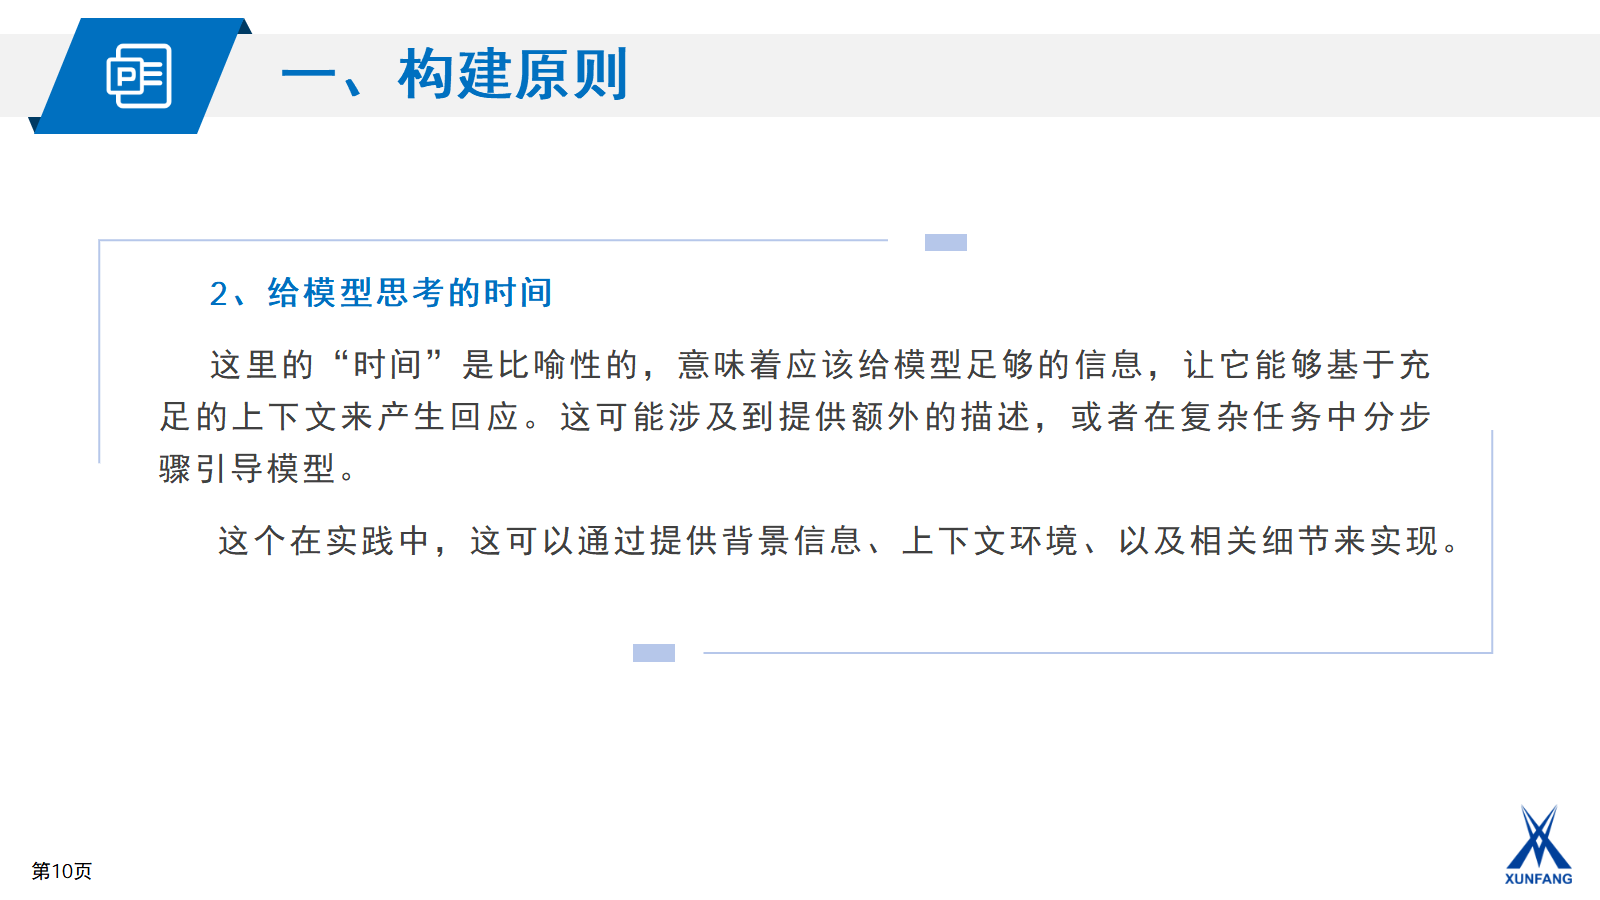 一、构建原则
2、给模型思考的时间
这里的“时间”是比喻性的，意味着应该给模型足够的信息，让它能够基于充
足的上下文来产生回应。这可能涉及到提供额外的描述，或者在复杂任务中分步
骤引导模型。
这个在实践中，这可以通过提供背景信息、上下文环境、以及相关细节来实现。
第10页
XUNFANG